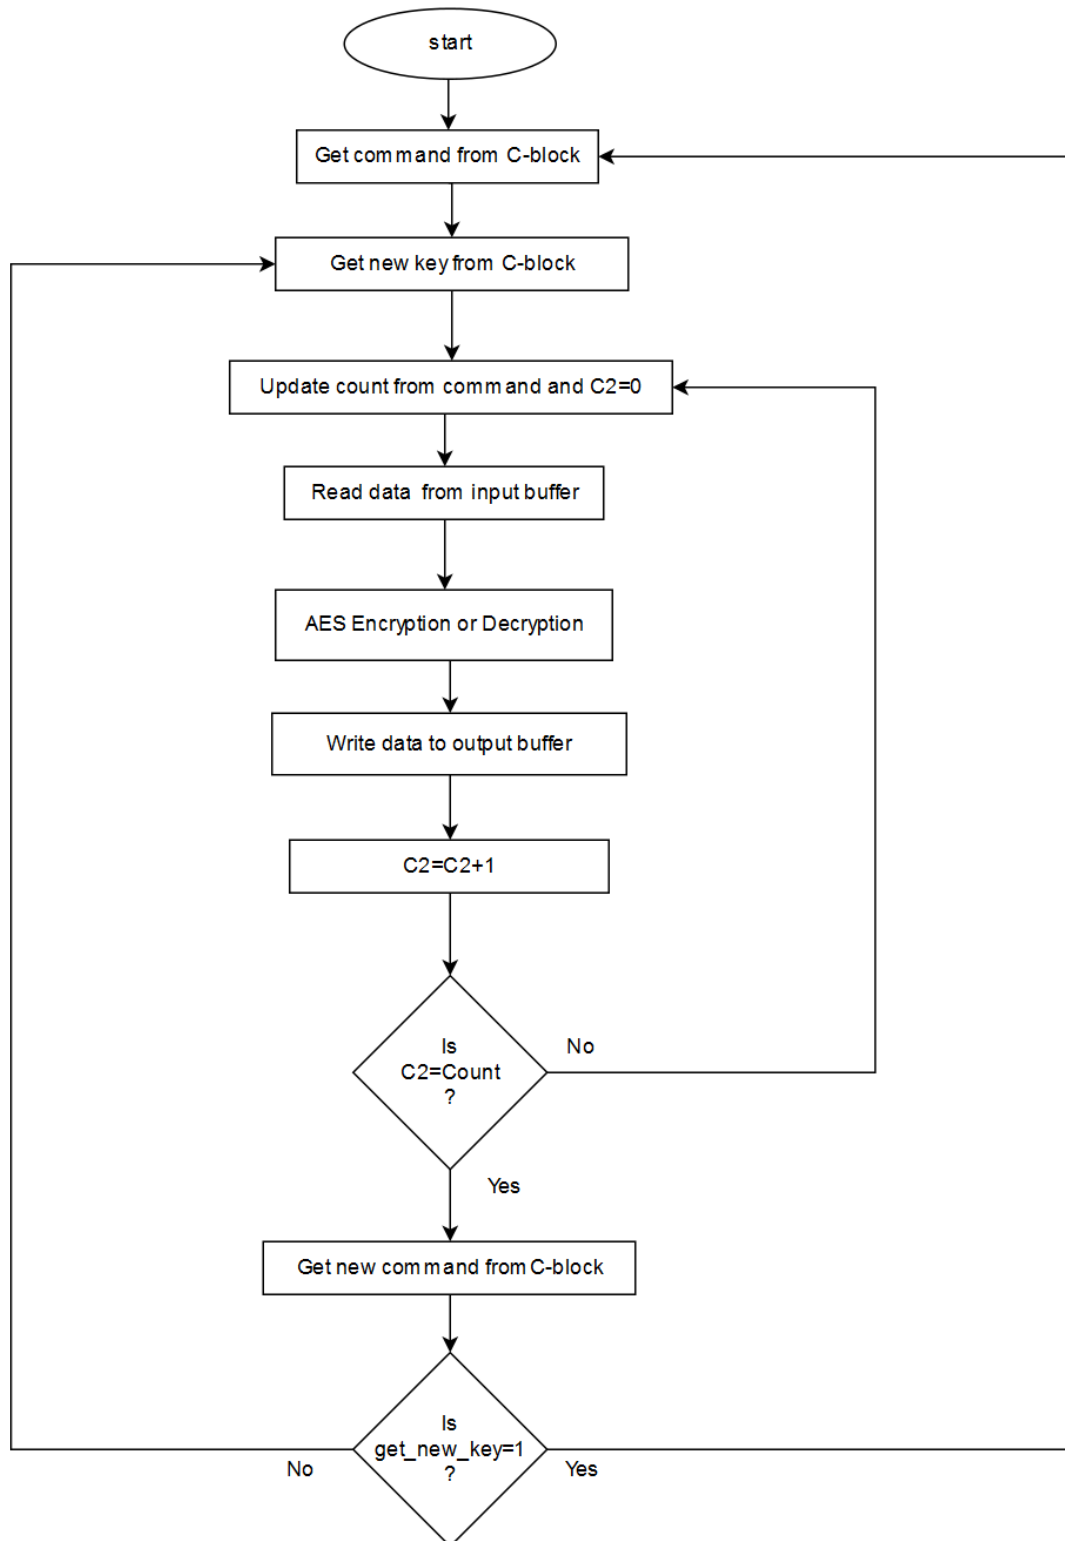 start
Get command from C-block
Get new key from C-block
Update count from command and C2=0
Read data from input buffer
AES Encryption or Decryption
Write data to output buffer
C2=C2+1
Is
C2=Count
?
No
Yes
Get new command from C-block
Is
get_new_key=1
?
No
Yes